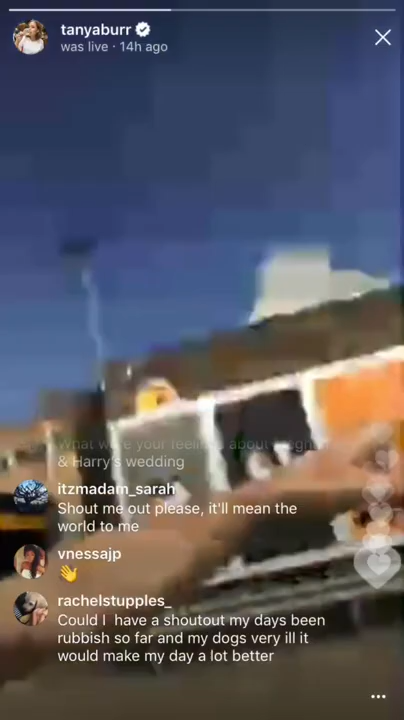 tanyaburr
was live · 14h ago
What were your feelings about
& Harry's wedding
itzmadam_sarah
Shout me out please, it'll mean the
world to me
vnessajp
👋
rachelstupples_
Could I have a shoutout my days been
rubbish so far and my dogs very ill it
would make my day a lot better